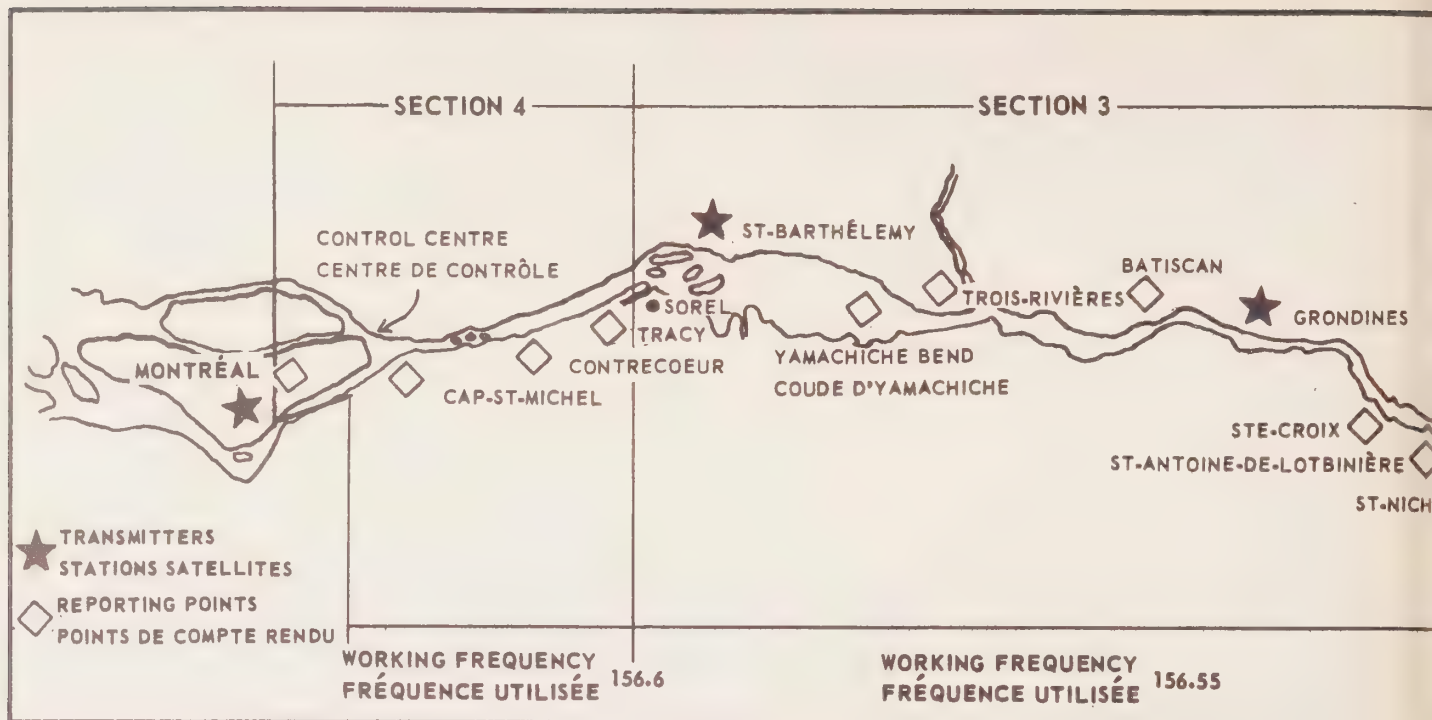 SECTION 4
SECTION 3
CONTROL CENTRE
CENTRE DE CONTRÔLE
ST-BARTHÉLEMY
BATISCAN
TROIS-RIVIÈRES
GRONDINES
SOREL
TRACY
CONTRECOEUR
MONTRÉAL
CAP-ST-MICHEL
YAMACHICHE BEND
COUDE D'YAMACHICHE
STE-CROIX
ST-ANTOINE-DE-LOTBINIÈRE
ST-NICH
TRANSMITTERS
STATIONS SATELLITES
REPORTING POINTS
POINTS DE COMPTE RENDU
WORKING FREQUENCY
FRÉQUENCE UTILISÉE 156.6
WORKING FREQUENCY
FRÉQUENCE UTILISÉE 156.55